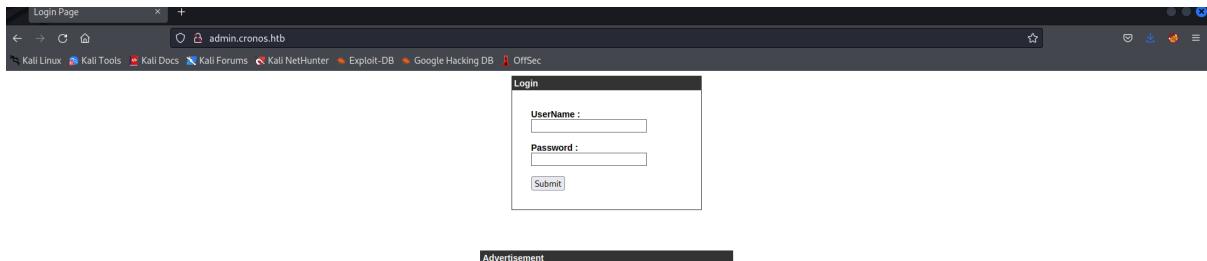 Login Page
admin.cronos.htb
Kali Linux Kali Tools Kali Docs Kali Forums Kali NetHunter Exploit-DB Google Hacking DB OffSec
Login
UserName :
Password :
Submit
Advertisement